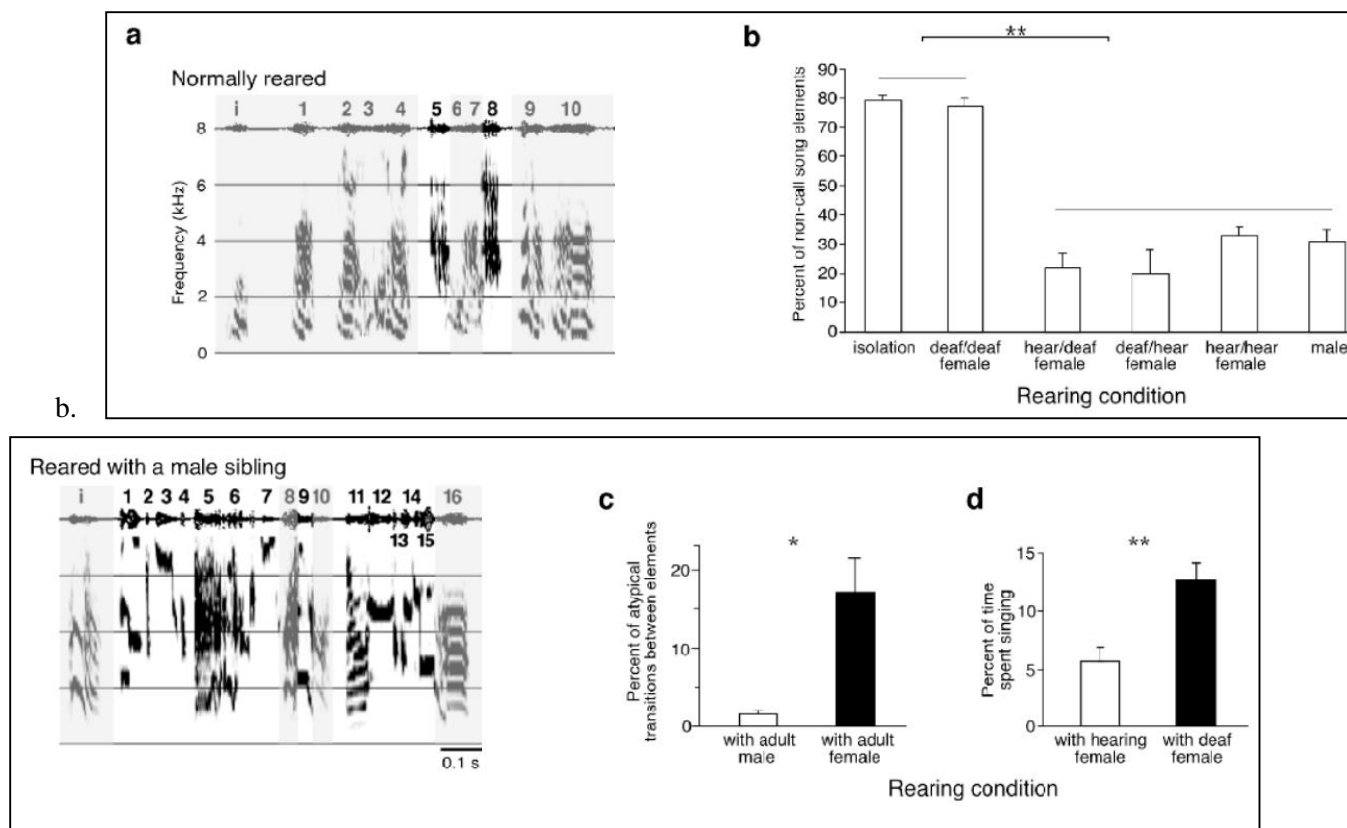 a
Normally reared
i 1 2 3 4 5 6 7 8 9 10
8
6
4
2
0
Frequency (kHz)
b
**
90
80
70
60
50
40
30
20
10
0
Percent of non-call song elements
isolation deaf/deaf female hear/deaf female deaf/hear female hear/hear female male
Rearing condition
b.
Reared with a male sibling
i 1 2 3 4 5 6 7 8 9 10 11 12 14 16
13 15
0.1 s
c
*
20
10
0
Percent of atypical
transitions between elements
with adult male with adult female
d
**
15
10
5
0
Percent of time
spent singing
with hearing female with deaf female
Rearing condition